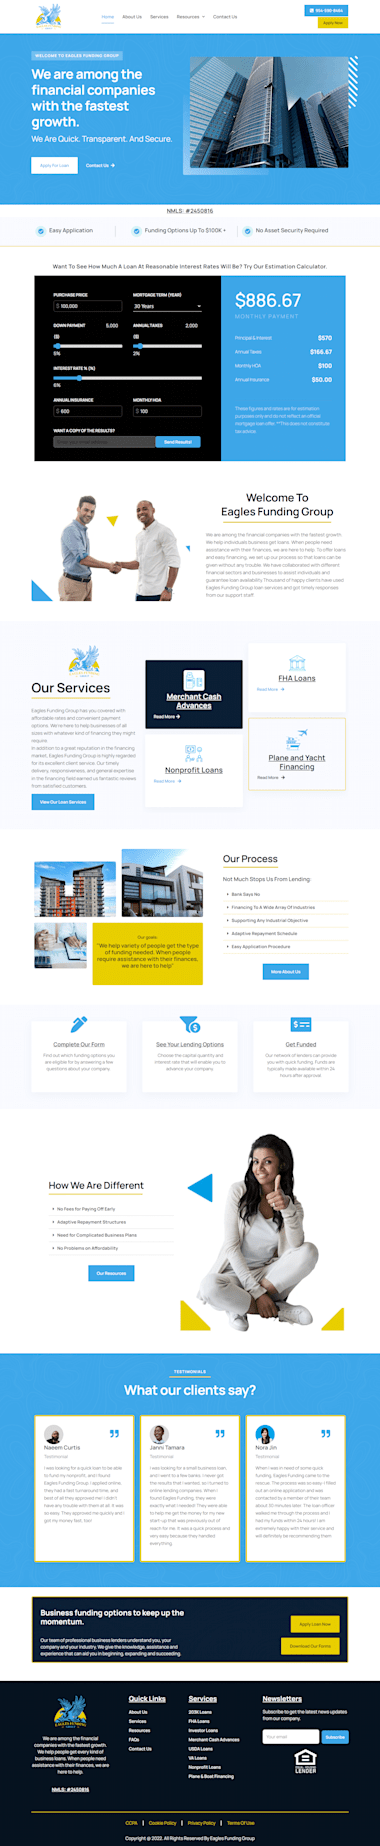 Home
About Us
Services
Resources
Contact Us
954-590-8484
Apply Now
WELCOME TO EAGLES FUNDING GROUP
We are among the
financial companies
with the fastest
growth.
We Are Quick. Transparent. And Secure.
Apply For Loan
Contact Us
NMLS: #2450816
Easy Application
Funding Options Up To $100K +
No Asset Security Required
Want To See How Much A Loan At Reasonable Interest Rates Will Be? Try Our Estimation Calculator.
PURCHASE PRICE
MORTGAGE TERM (YEAR)
$ 100,000
30 Years
DOWN PAYMENT
5,000
ANNUAL TAXES
2,000
($)
($)
5%
2%
INTEREST RATE % (%)
5%
ANNUAL INSURANCE
MONTHLY HOA
$ 600
$ 100
WANT A COPY OF THE RESULTS?
Enter your email address
Send Results!
$886.67
MONTHLY PAYMENT
Principal & Interest
$570
Annual Taxes
$166.67
Monthly HOA
$100
Annual Insurance
$50.00
These figures and rates are for estimation
purposes only and do not reflect an official
mortgage loan offer. **This does not constitute
tax advice.
Welcome To
Eagles Funding Group
We are among the financial companies with the fastest growth.
We help individuals business get loans. When people need
assistance with their finances, we are here to help. To offer loans
and easy financing, we set up our process so that loans can be
given without any trouble. We have collaborated with different
financial sectors and businesses to assist individuals and
guarantee loan availability. Thousand of happy clients have used
Eagles Funding Group loan services and got timely responses
from our support staff.
Our Services
Eagles Funding Group has you covered with
affordable rates and convenient payment
options. We're here to help businesses of all
sizes with whatever kind of financing they might
require.
In addition to a great reputation in the financing
market, Eagles Funding Group is highly regarded
for its excellent client service. Our timely
delivery, responsiveness, and general expertise
in the financing field earned us fantastic reviews
from satisfied customers.
View Our Loan Services
Merchant Cash
Advances
Read More
FHA Loans
Read More
Nonprofit Loans
Read More
Plane and Yacht
Financing
Read More
Our goals:
"We help variety of people get the type
of funding needed. When people
require assistance with their finances,
we are here to help"
Our Process
Not Much Stops Us From Lending:
Bank Says No
Financing To A Wide Array Of Industries
Supporting Any Industrial Objective
Adaptive Repayment Schedule
Easy Application Procedure
More About Us
Complete Our Form
Find out which funding options you
are eligible for by answering a few
questions about your company.
See Your Lending Options
Choose the capital quantity and
interest rate that will enable you to
advance your company.
Get Funded
Our network of lenders can provide
you with quick funding. Funds are
typically made available within 24
hours after approval
How We Are Different
No Fees for Paying Off Early
Adaptive Repayment Structures
Need for Complicated Business Plans
No Problems on Affordability
Our Resources
TESTIMONIALS
What our clients say?
Naeem Curtis
Testimonial
I was looking for a quick loan to be able
to fund my nonprofit, and I found
Eagles Funding Group. I applied online,
they had a fast turnaround time, and
best of all they approved me! I didn't
have any trouble with them at all. It was
so easy. They approved me quickly and I
got my money fast, too!
Janni Tamara
Testimonial
I was looking for a small business loan,
and I went to a few banks. I never got
the results that I wanted, so I turned to
online lending companies. When I
found Eagles Funding, they were
exactly what I needed! They were able
to help me get the money for my new
start-up that was previously out of
reach for me. It was a quick process and
very easy because they handled
everything.
Nora Jin
Testimonial
When I was in need of some quick
funding, Eagles Funding came to the
rescue. The process was so easy. I filled
out an online application and was
contacted by a member of their team
about 30 minutes later. The loan officer
walked me through the process and I
had my funds within 24 hours! I am
extremely happy with their service and
will definitely be recommending them.
Business funding options to keep up the
momentum.
Our team of professional business lenders understand you, your
company and your industry. We give the knowledge, assistance and
experience that can aid you in beginning, expanding and succeeding.
Apply Loan Now
Download Our Forms
EAGLES FUNDING
GROUP
We are among the financial
companies with the fastest growth.
We help people get every kind of
business loans. When people need
assistance with their finances, we
are here to help.
NMLS: #2450816
Quick Links
About Us
Services
Resources
FAQs
Contact Us
Services
203K Loans
FHA Loans
Investor Loans
Merchant Cash Advances
USDA Loans
VA Loans
Nonprofit Loans
Plane & Boat Financing
Newsletters
Subscribe to get the latest news updates
from our company.
Your email
Subscribe
EQUAL HOUSING
LENDER
CCPA
Cookie Policy
Privacy Policy
Terms Of Use
Copyright © 2022. All Rights Reserved By Eagles Funding Group